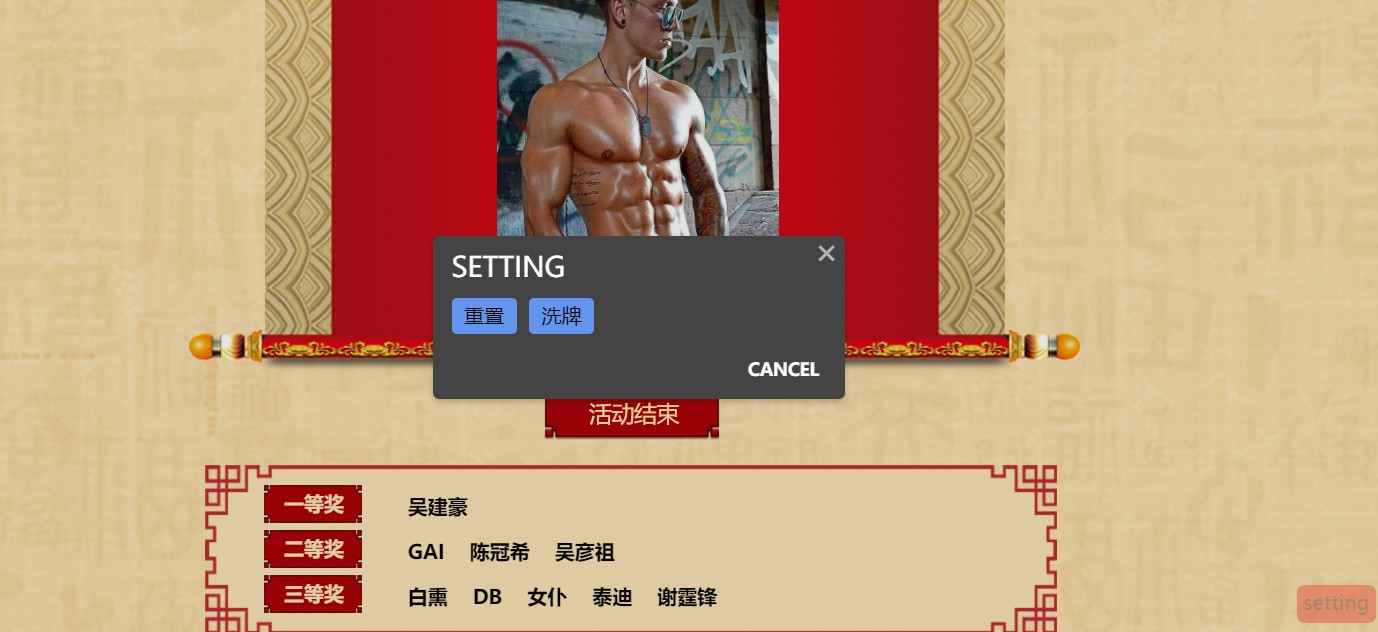 SETTING
重置 洗牌
CANCEL
活动结束
一等奖 吴建豪
二等奖 GAI 陈冠希 吴彦祖
三等奖 白熏 DB 女仆 泰迪 谢霆锋
setting